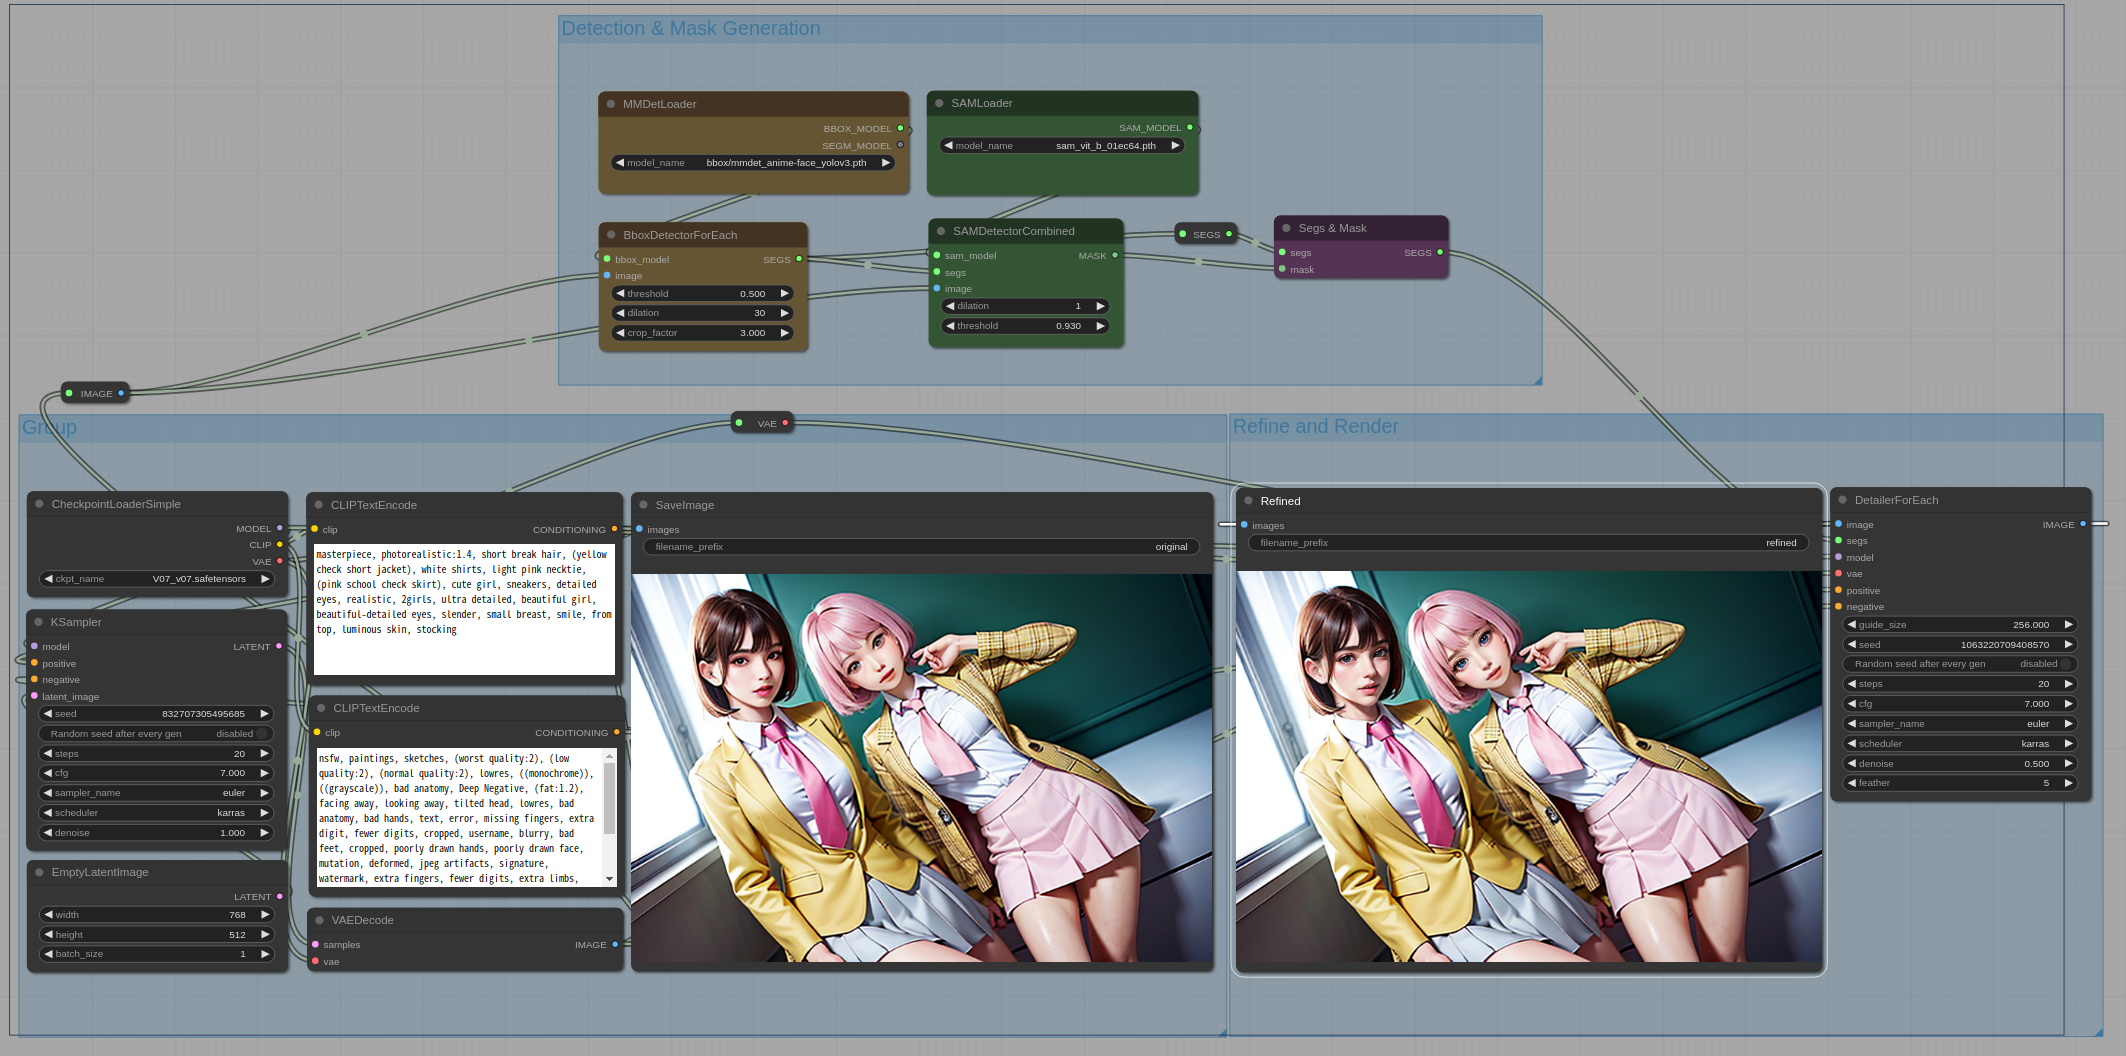 Detection & Mask Generation
MMDetLoader
BBOX_MODEL
SEGM_MODEL
model_name bbox/mmdet_anime-face_yolov3.pth
SAMLoader
SAM_MODEL
model_name sam_vit_b_01ec64.pth
BboxDetectorForEach
bbox_model SEGS
image
threshold 0.500
dilation 30
crop_factor 3.000
SAMDetectorCombined
sam_model MASK
segs
image
dilation 1
threshold 0.930
SEGS
Segs & Mask
segs SEGS
mask
IMAGE
VAE
Group
CheckpointLoaderSimple
MODEL
CLIP
VAE
ckpt_name V07_v07.safetensors
KSampler
model LATENT
positive
negative
latent_image
seed 832707305495685
Random seed after every gen disabled
steps 20
cfg 7.000
sampler_name euler
scheduler karras
denoise 1.000
EmptyLatentImage
LATENT
width 768
height 512
batch_size 1
CLIPTextEncode
clip CONDITIONING
masterpiece, photorealistic:1.4, short break hair, (yellow
check short jacket), white shirts, light pink necktie,
(pink school check skirt), cute girl, sneakers, detailed
eyes, realistic, 2girls, ultra detailed, beautiful girl,
beautiful-detailed eyes, slender, small breast, smile, from
top, luminous skin, stocking
CLIPTextEncode
clip CONDITIONING
nsfw, paintings, sketches, (worst quality:2), (low
quality:2), (normal quality:2), lowres, ((monochrome)),
((grayscale)), bad anatomy, Deep Negative, (fat:1.2),
facing away, looking away, tilted head, lowres, bad
anatomy, bad hands, text, error, missing fingers, extra
digit, fewer digits, cropped, username, blurry, bad
feet, cropped, poorly drawn hands, poorly drawn face,
mutation, deformed, jpeg artifacts, signature,
watermark, extra fingers, fewer digits, extra limbs,
VAEDecode
samples IMAGE
vae
SaveImage
images
filename_prefix original
Refine and Render
Refined
images
filename_prefix refined
DetailerForEach
image IMAGE
segs
model
vae
positive
negative
guide_size 256.000
seed 1063220709408570
Random seed after every gen disabled
steps 20
cfg 7.000
sampler_name euler
scheduler karras
denoise 0.500
feather 5